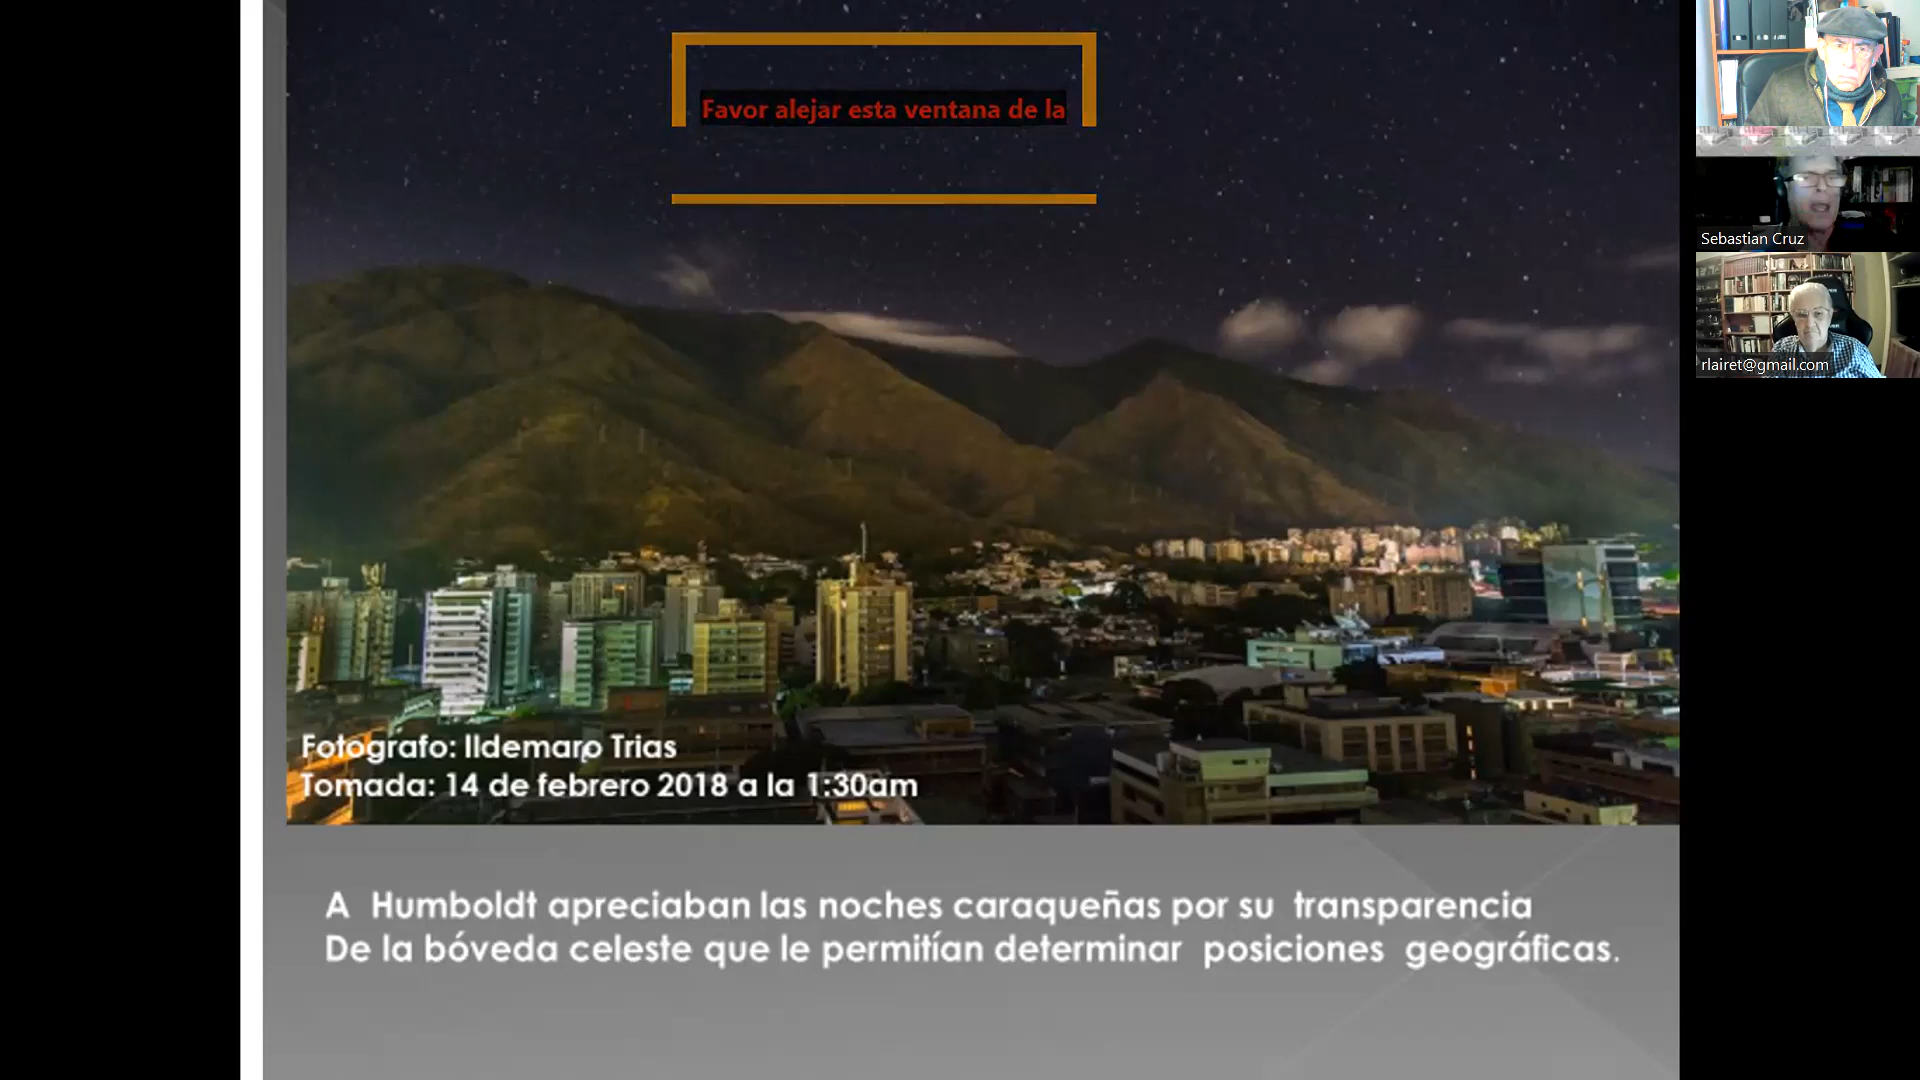 Favor alejar esta ventana de la
Sebastian Cruz
rlairet@gmail.com
Fotografo: Ildemaro Trias
Tomada: 14 de febrero 2018 a la 1:30am
A Humboldt apreciaban las noches caraqueñas por su transparencia
De la bóveda celeste que le permitían determinar posiciones geográficas.